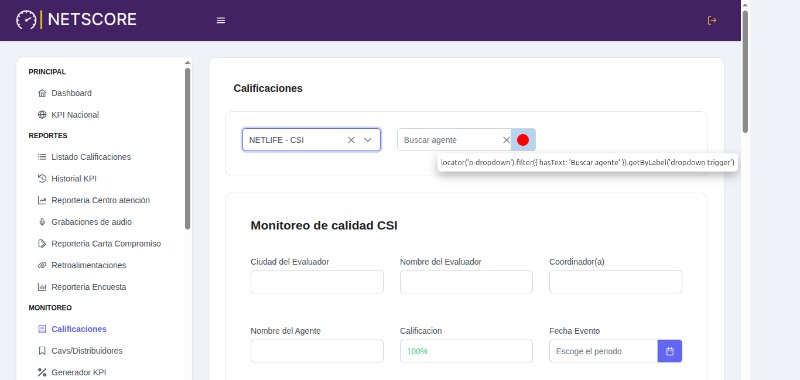 NETSCORE
PRINCIPAL
Dashboard
KPI Nacional
REPORTES
Listado Calificaciones
Historial KPI
Reporteria Centro atención
Grabaciones de audio
Reporteria Carta Compromiso
Retroalimentaciones
Reporteria Encuesta
MONITOREO
Calificaciones
Cavs/Distribuidores
Generador KPI
Calificaciones
NETLIFE - CSI
Buscar agente
locator('p-dropdown').filter({ hasText: 'Buscar agente' }).getByLabel('dropdown trigger')
Monitoreo de calidad CSI
Ciudad del Evaluador
Nombre del Evaluador
Coordinador(a)
Nombre del Agente
Calificacion
Fecha Evento
100%
Escoge el periodo